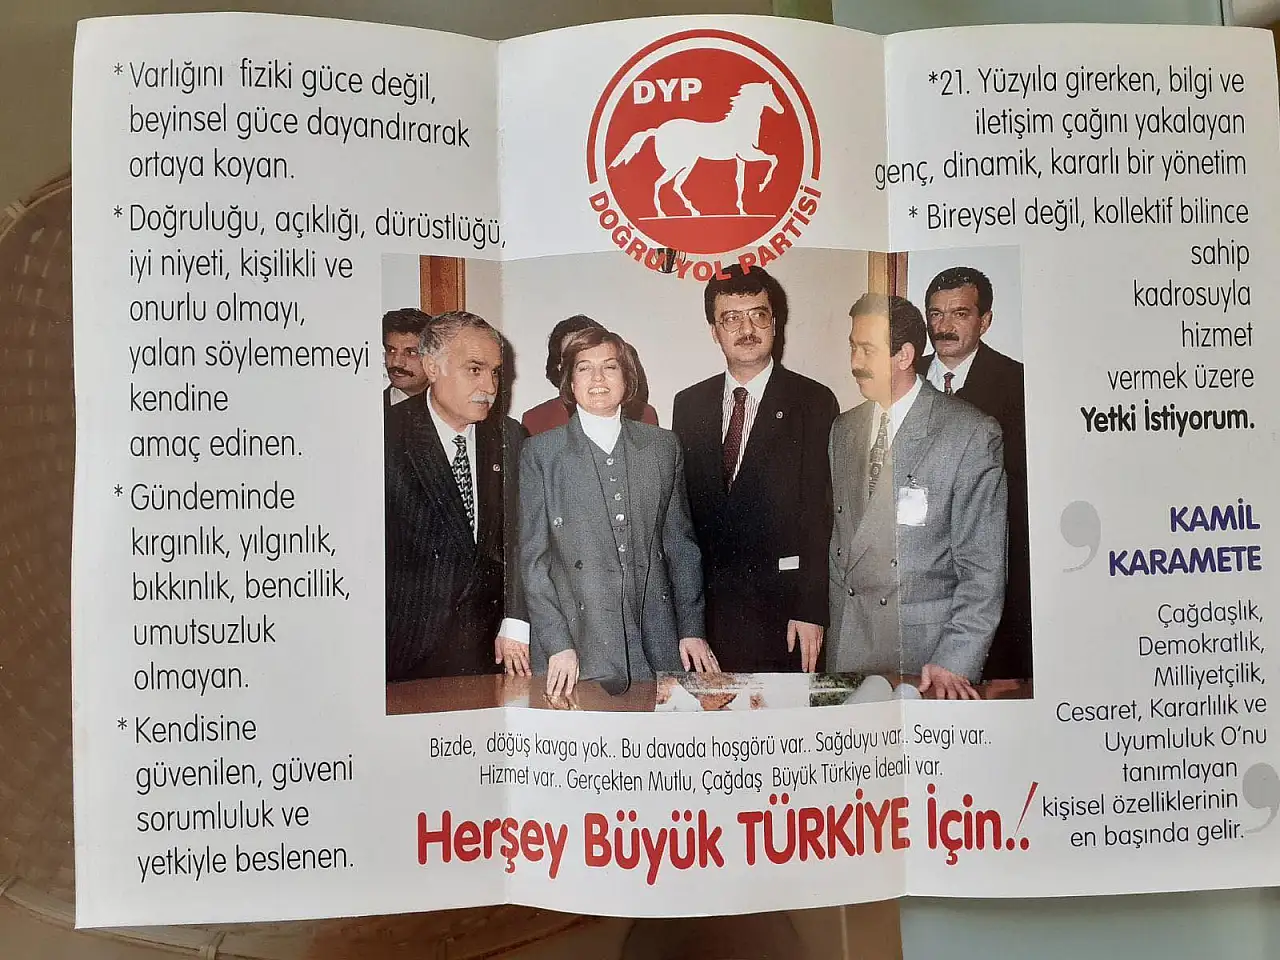 * Varlığını fiziki güce değil,
beyinsel güce dayandırarak
ortaya koyan.
* Doğruluğu, açıklığı, dürüstlüğü,
iyi niyeti, kişilikli ve
onurlu olmayı,
yalan söylememeyi
kendine
amaç edinen.
* Gündeminde
kırgınlık, yılgınlık,
bıkkınlık, bencillik,
umutsuzluk
olmayan.
* Kendisine
güvenilen, güveni
sorumluluk ve
yetkiyle beslenen.
DYP
DOĞRU YOL PARTİSİ
Bizde, döğüş kavga yok.. Bu davada hoşgörü var.. Sağduyu var.. Sevgi var..
Hizmet var.. Gerçekten Mutlu, Çağdaş Büyük Türkiye İdeali var.
Herşey Büyük TÜRKİYE İçin..!
*21. Yüzyıla girerken, bilgi ve
iletişim çağını yakalayan
genç, dinamik, kararlı bir yönetim
* Bireysel değil, kollektif bilince
sahip
kadrosuyla
hizmet
vermek üzere
Yetki İstiyorum.
KAMİL
KARAMETE
Çağdaşlık,
Demokratlık,
Milliyetçilik,
Cesaret, Kararlılık ve
Uyumluluk O'nu
tanımlayan
kişisel özelliklerinin
en başında gelir.